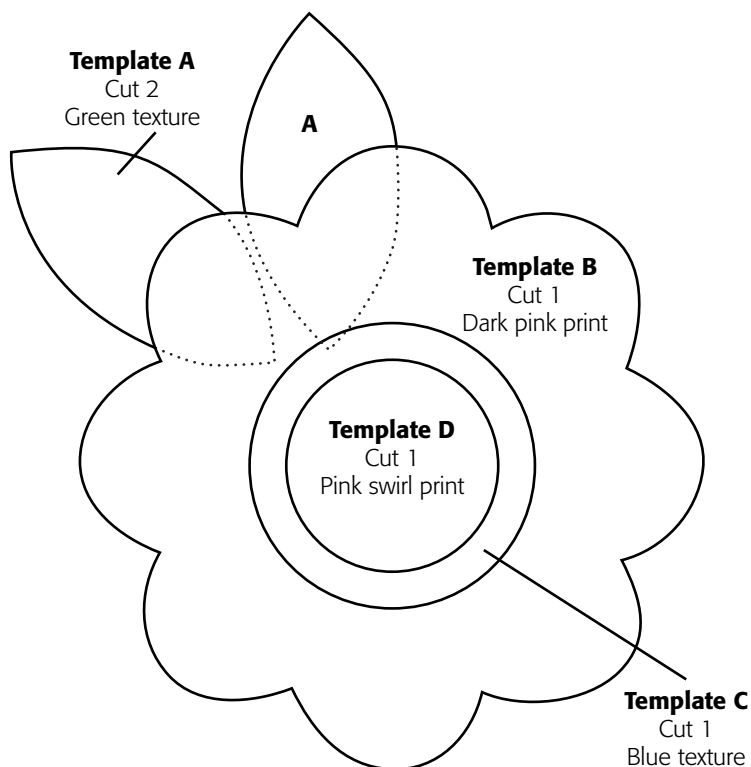 Template A
Cut 2
Green texture
A
Template B
Cut 1
Dark pink print
Template D
Cut 1
Pink swirl print
Template C
Cut 1
Blue texture